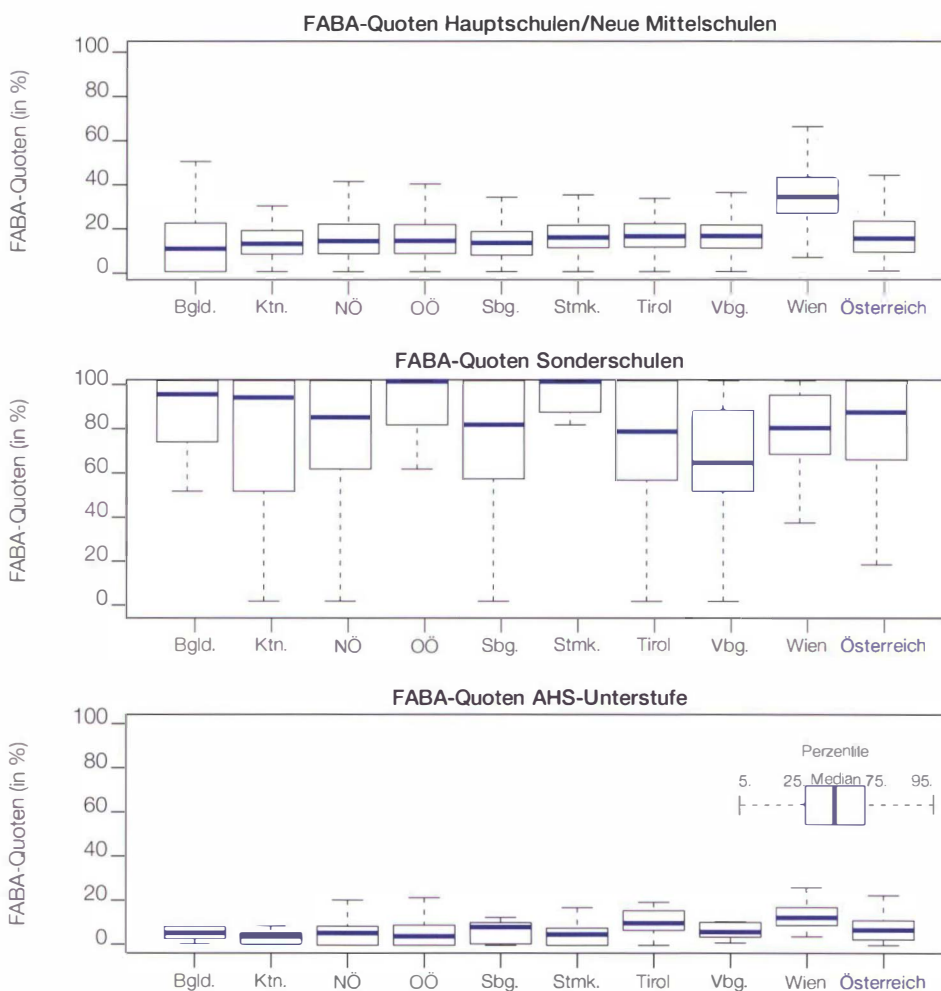 FABA-Quoten Hauptschulen/Neue Mittelschulen
FABA-Quoten (in %)
100
80
60
40
20
0
Bgld. Ktn. NÖ OÖ Sbg. Stmk. Tirol Vbg. Wien Österreich
FABA-Quoten Sonderschulen
FABA-Quoten (in %)
100
80
60
40
20
0
Bgld. Ktn. NÖ OÖ Sbg. Stmk. Tirol Vbg. Wien Österreich
FABA-Quoten AHS-Unterstufe
FABA-Quoten (in %)
100
80
60
40
20
0
Perzentile
5. 25. Median 75. 95.
Bgld. Ktn. NÖ OÖ Sbg. Stmk. Tirol Vbg. Wien Österreich